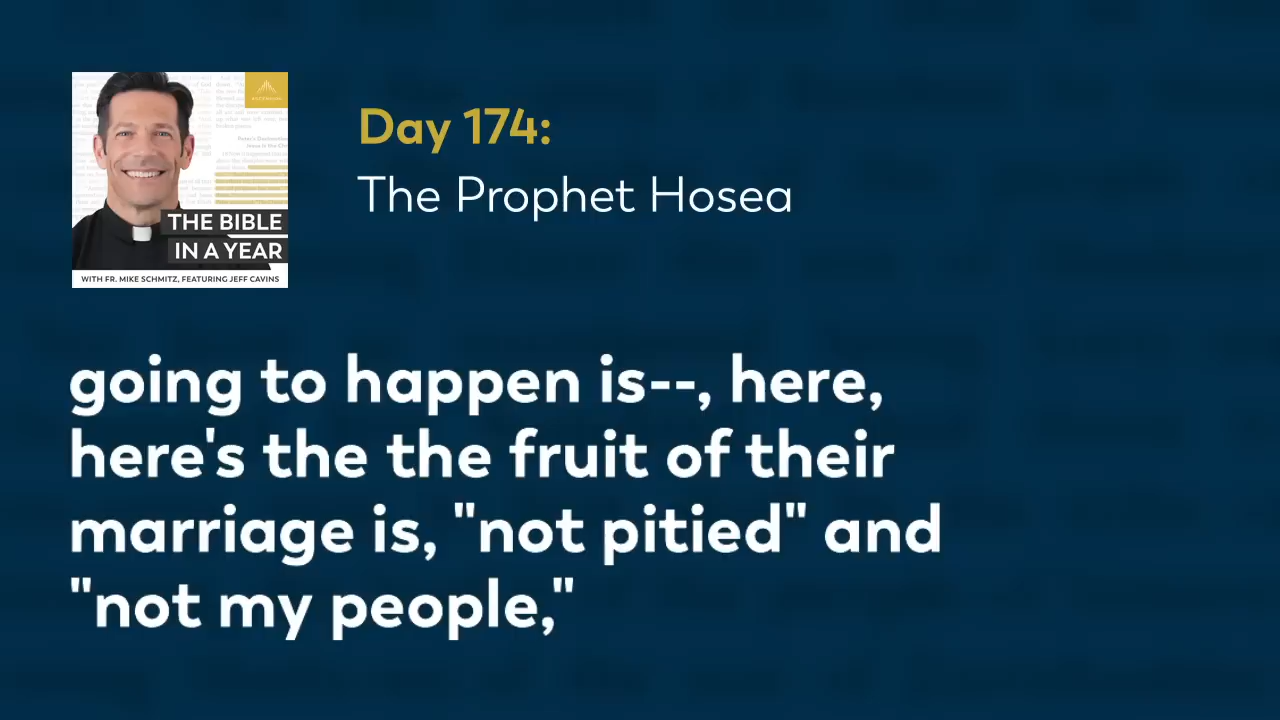 Day 174:
The Prophet Hosea
THE BIBLE
IN A YEAR
WITH FR. MIKE SCHMITZ, FEATURING JEFF CAVINS
going to happen is--, here,
here's the the fruit of their
marriage is, "not pitied" and
"not my people,"